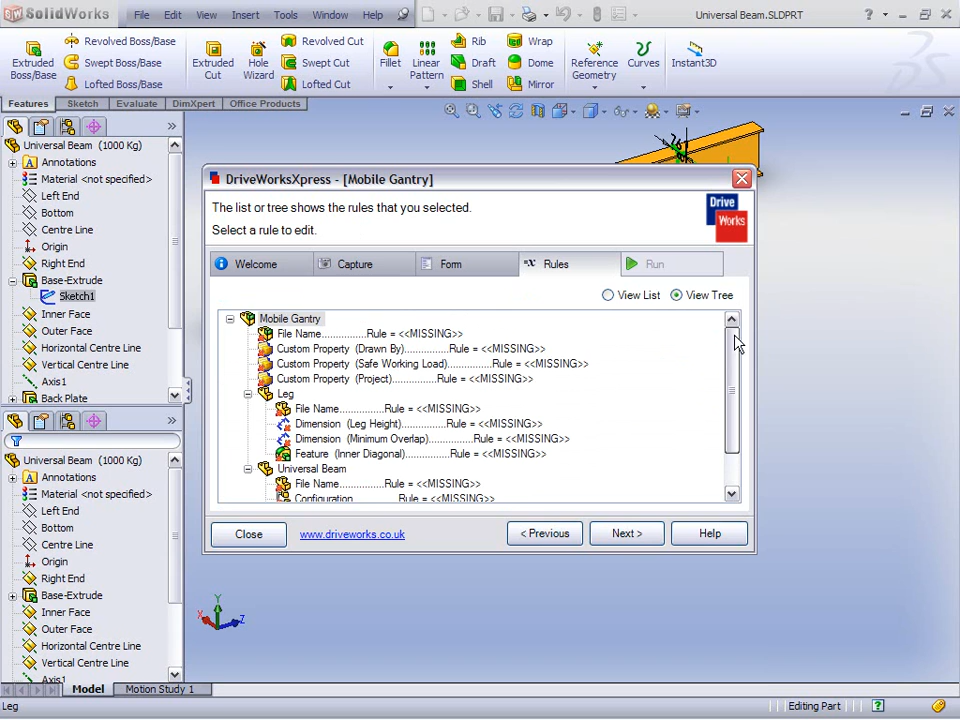 SolidWorks
File Edit View Insert Tools Window Help
Universal Beam.SLDPRT
Extruded Boss/Base
Revolved Boss/Base
Swept Boss/Base
Lofted Boss/Base
Extruded Cut
Hole Wizard
Revolved Cut
Swept Cut
Lofted Cut
Fillet
Linear Pattern
Rib
Draft
Shell
Wrap
Dome
Mirror
Reference Geometry
Curves
Instant3D
Features Sketch Evaluate DimXpert Office Products
Universal Beam (1000 Kg)
Annotations
Material <not specified>
Left End
Bottom
Centre Line
Origin
Right End
Base-Extrude
Sketch1
Inner Face
Outer Face
Horizontal Centre Line
Vertical Centre Line
Axis1
Back Plate
Universal Beam (1000 Kg)
Annotations
Material <not specified>
Left End
Bottom
Centre Line
Origin
Right End
Base-Extrude
Inner Face
Outer Face
Horizontal Centre Line
Vertical Centre Line
Axis1
DriveWorksXpress - [Mobile Gantry]
The list or tree shows the rules that you selected.
Select a rule to edit.
Drive
Works
Welcome Capture Form Rules Run
View List View Tree
Mobile Gantry
File Name................Rule = <<MISSING>>
Custom Property (Drawn By)................Rule = <<MISSING>>
Custom Property (Safe Working Load)................Rule = <<MISSING>>
Custom Property (Project)................Rule = <<MISSING>>
Leg
File Name................Rule = <<MISSING>>
Dimension (Leg Height)................Rule = <<MISSING>>
Dimension (Minimum Overlap)................Rule = <<MISSING>>
Feature (Inner Diagonal)................Rule = <<MISSING>>
Universal Beam
File Name................Rule = <<MISSING>>
Configuration................Rule = <<MISSING>>
Close www.driveworks.co.uk < Previous Next > Help
X Y Z
Model Motion Study 1
Leg
Editing Part